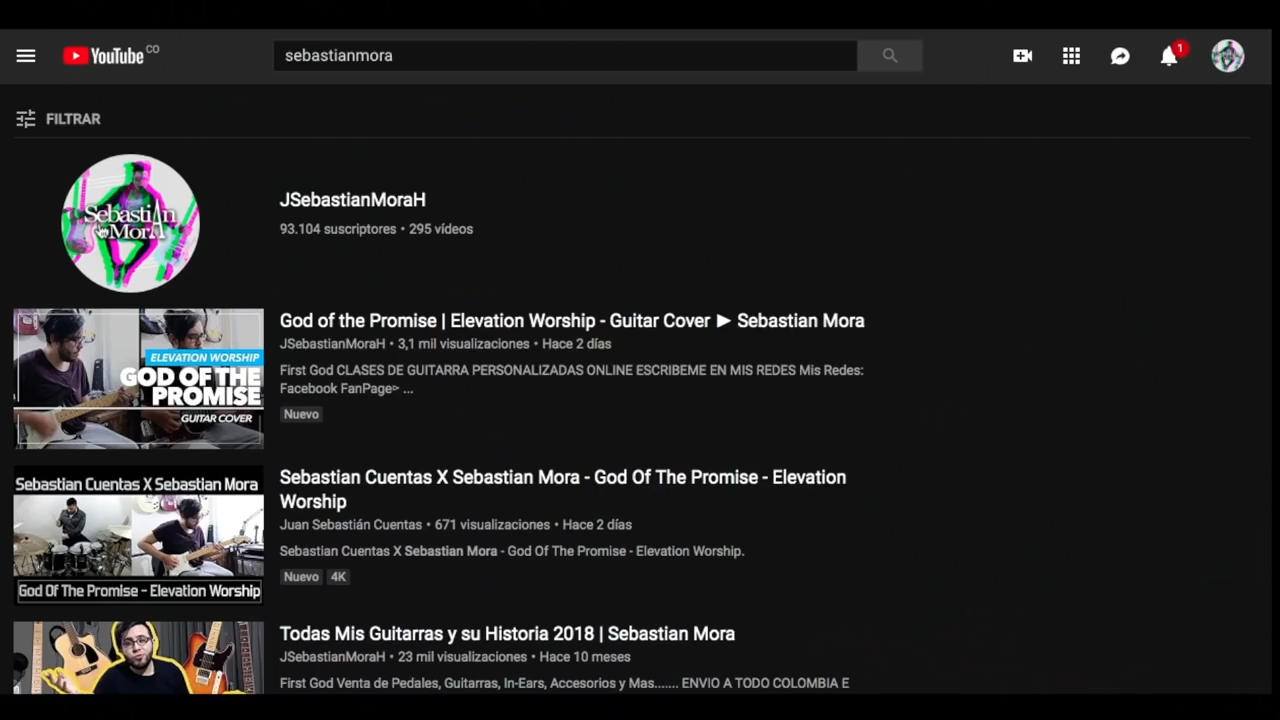 YouTube CO
sebastianmora
1
FILTRAR
Sebastian
Mora
JSebastianMoraH
93.104 suscriptores • 295 vídeos
ELEVATION WORSHIP
GOD OF THE
PROMISE
GUITAR COVER
God of the Promise | Elevation Worship - Guitar Cover ► Sebastian Mora
JSebastianMoraH • 3,1 mil visualizaciones • Hace 2 días
First God CLASES DE GUITARRA PERSONALIZADAS ONLINE ESCRIBEME EN MIS REDES Mis Redes:
Facebook FanPage➣ ...
Nuevo
Sebastian Cuentas X Sebastian Mora
God Of The Promise - Elevation Worship
Sebastian Cuentas X Sebastian Mora - God Of The Promise - Elevation
Worship
Juan Sebastián Cuentas • 671 visualizaciones • Hace 2 días
Sebastian Cuentas X Sebastian Mora - God Of The Promise - Elevation Worship.
Nuevo 4K
Todas Mis Guitarras y su Historia 2018 | Sebastian Mora
JSebastianMoraH • 23 mil visualizaciones • Hace 10 meses
First God Venta de Pedales, Guitarras, In-Ears, Accesorios y Mas....... ENVIO A TODO COLOMBIA E